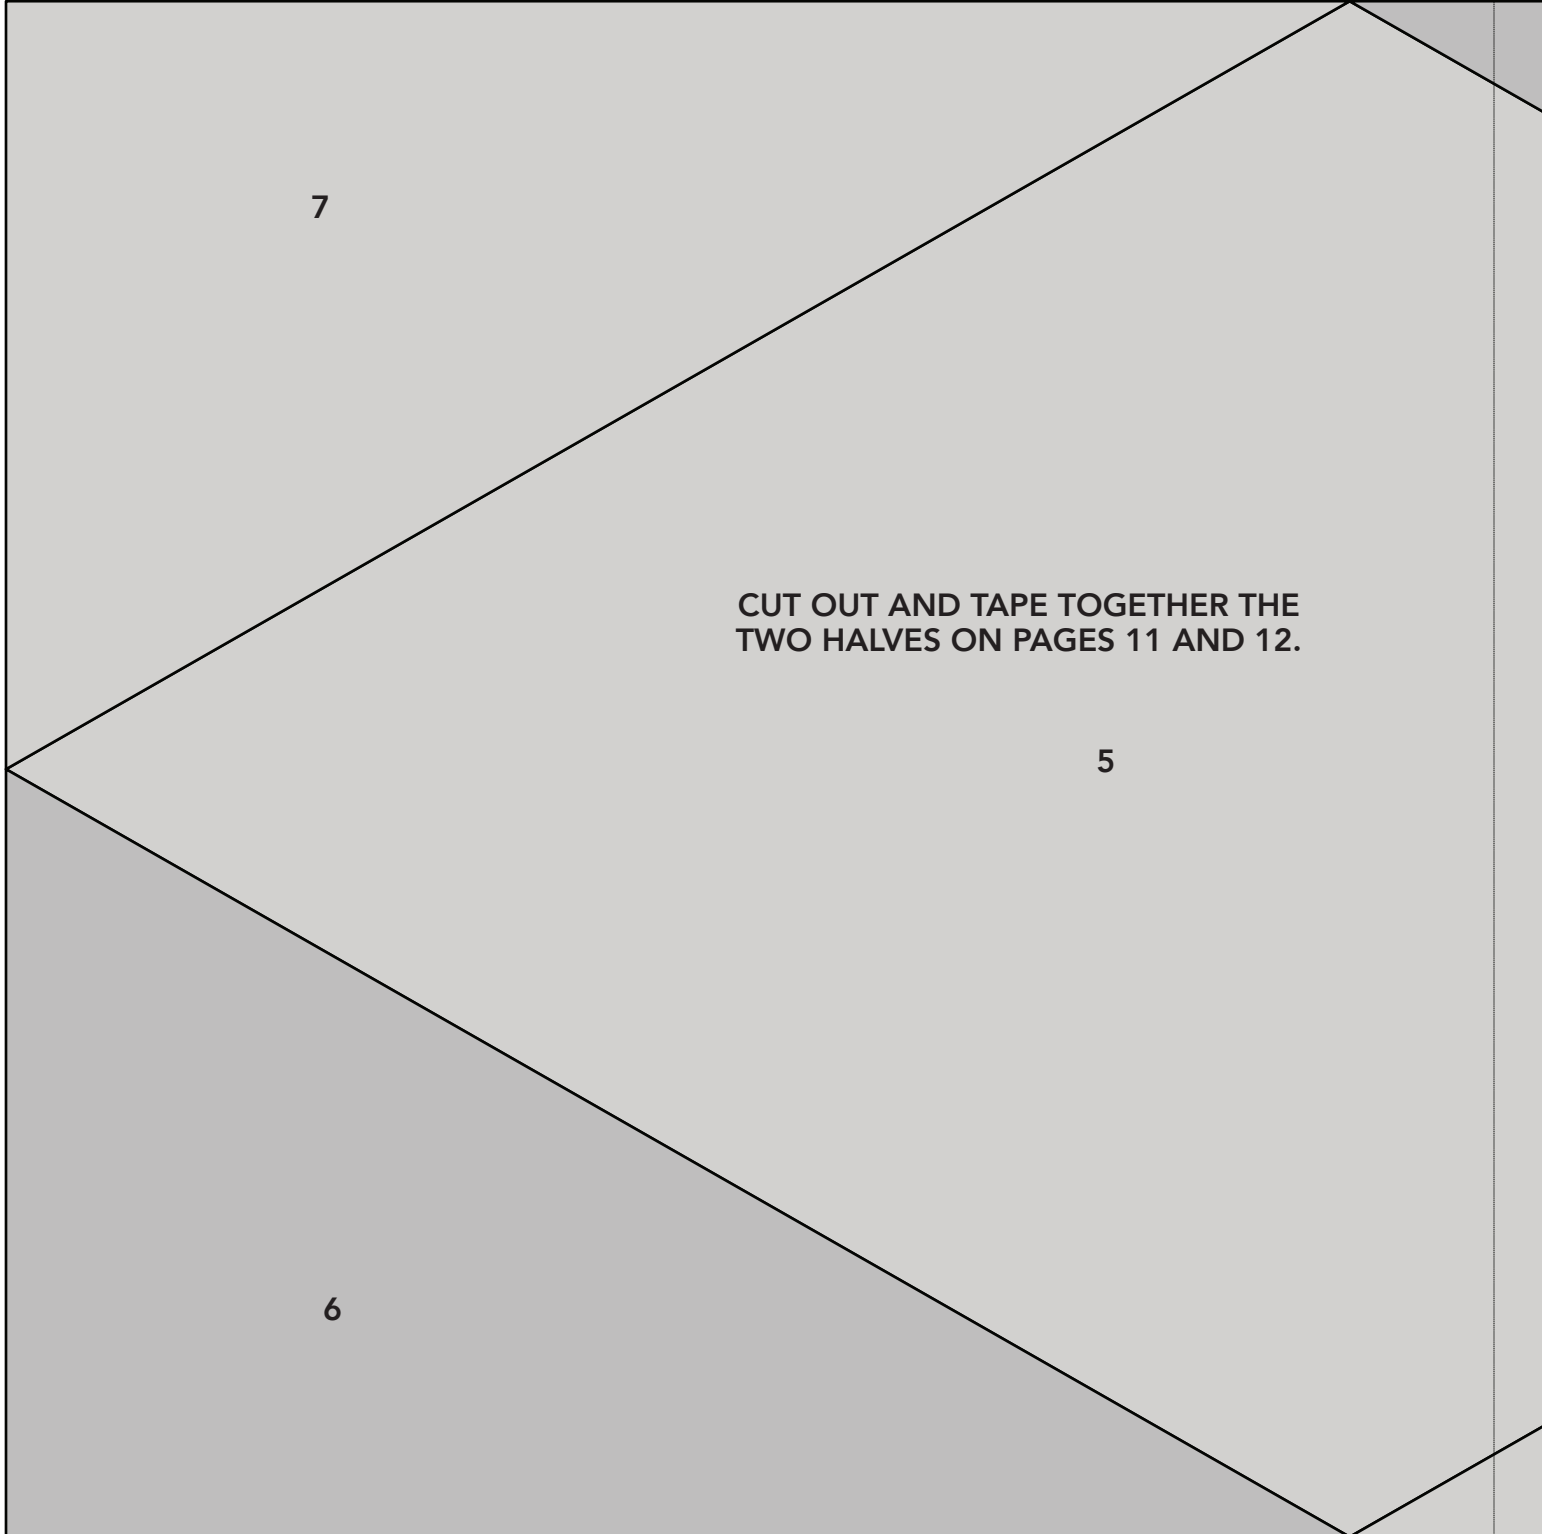 7
CUT OUT AND TAPE TOGETHER THE
TWO HALVES ON PAGES 11 AND 12.
5
6